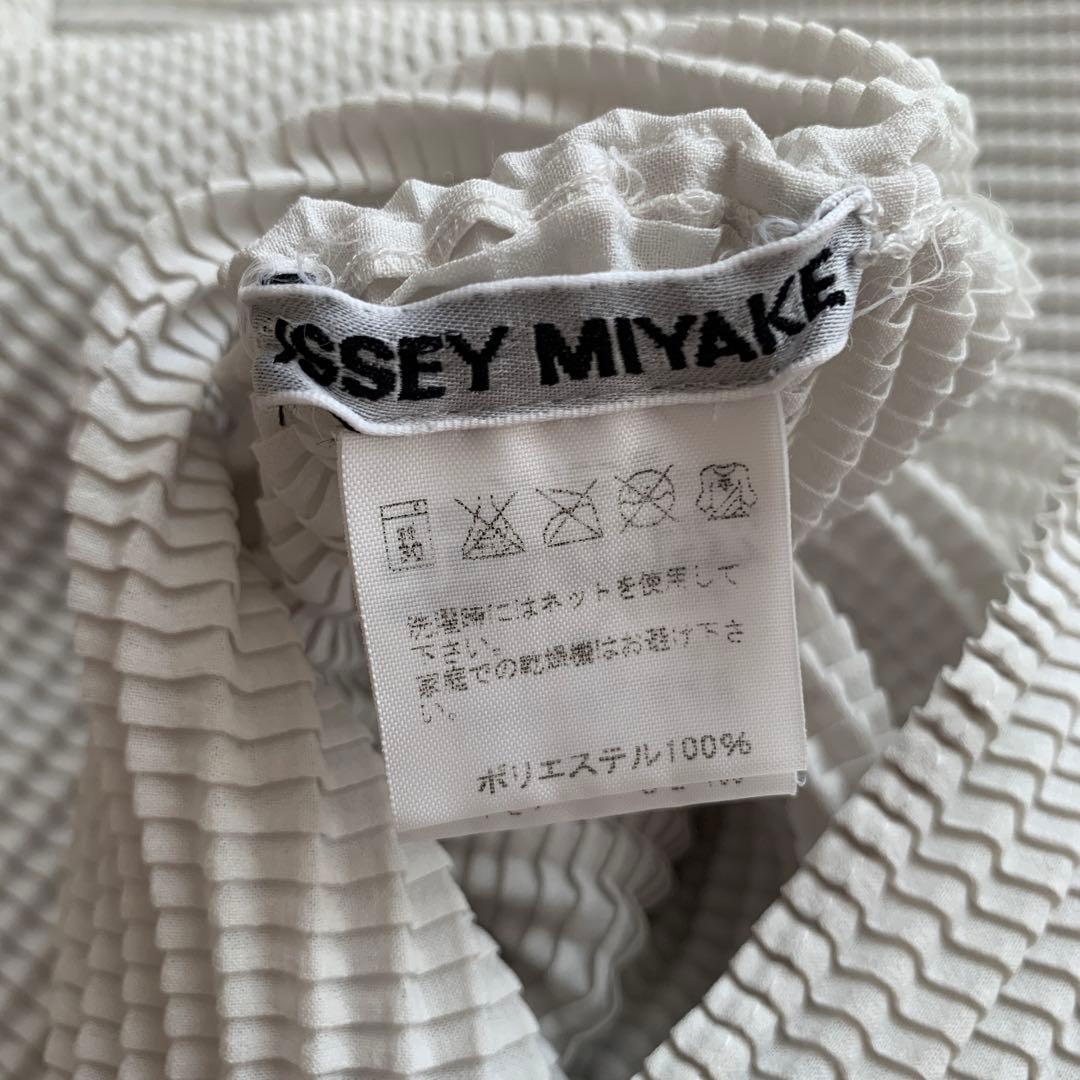 ISSEY MIYAKE
洗濯時にはネットを使用して
下さい。
家庭での乾燥機はお避け下さ
い。
ポリエステル100%